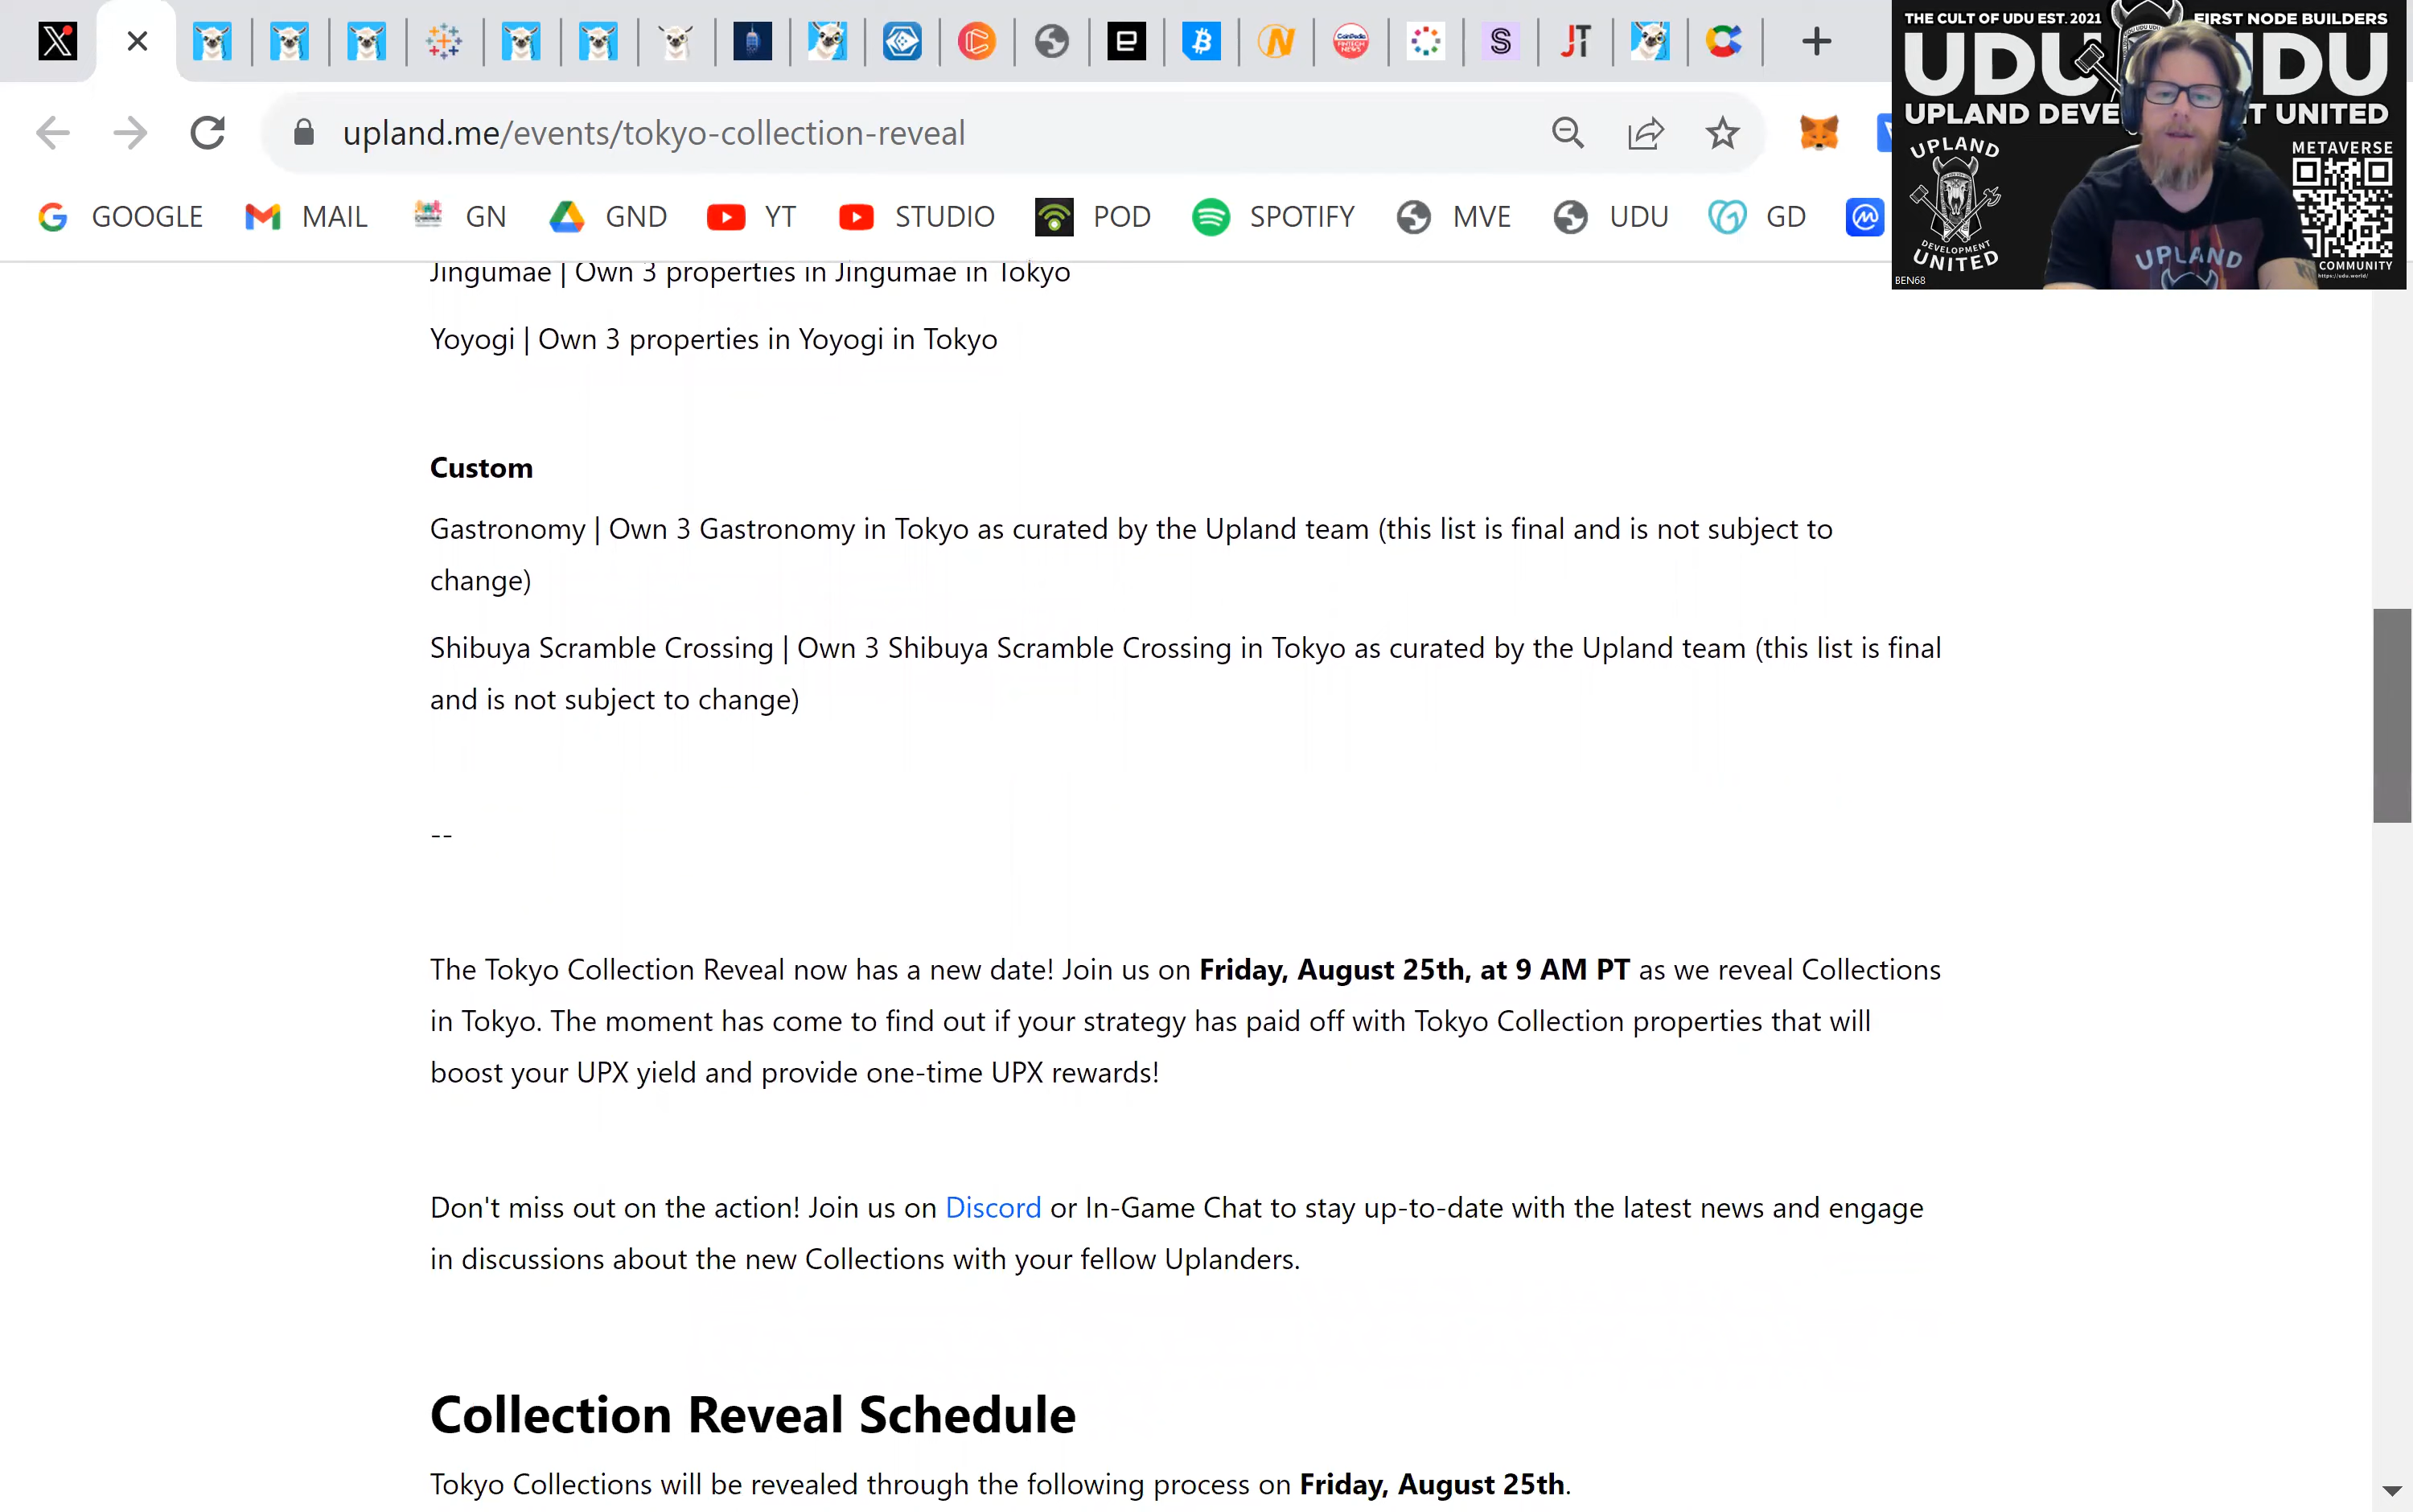 upland.me/events/tokyo-collection-reveal
GOOGLE MAIL GN GND YT STUDIO POD SPOTIFY MVE UDU GD
THE CULT OF UDU EST. 2021 FIRST NODE BUILDERS
UDU DU
UPLAND DEVE T UNITED
UPLAND
DEVELOPMENT
UNITED
METAVERSE
COMMUNITY
https://udu.world/
UPLAND
BEN68
Jingumae | Own 3 properties in Jingumae in Tokyo
Yoyogi | Own 3 properties in Yoyogi in Tokyo
Custom
Gastronomy | Own 3 Gastronomy in Tokyo as curated by the Upland team (this list is final and is not subject to
change)
Shibuya Scramble Crossing | Own 3 Shibuya Scramble Crossing in Tokyo as curated by the Upland team (this list is final
and is not subject to change)
--
The Tokyo Collection Reveal now has a new date! Join us on Friday, August 25th, at 9 AM PT as we reveal Collections
in Tokyo. The moment has come to find out if your strategy has paid off with Tokyo Collection properties that will
boost your UPX yield and provide one-time UPX rewards!
Don't miss out on the action! Join us on Discord or In-Game Chat to stay up-to-date with the latest news and engage
in discussions about the new Collections with your fellow Uplanders.
Collection Reveal Schedule
Tokyo Collections will be revealed through the following process on Friday, August 25th.